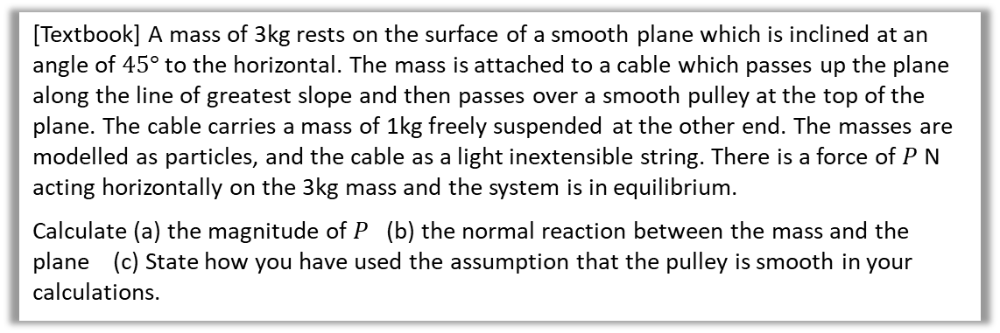 [Textbook] A mass of 3kg rests on the surface of a smooth plane which is inclined at an
angle of 45° to the horizontal. The mass is attached to a cable which passes up the plane
along the line of greatest slope and then passes over a smooth pulley at the top of the
plane. The cable carries a mass of 1kg freely suspended at the other end. The masses are
modelled as particles, and the cable as a light inextensible string. There is a force of P N
acting horizontally on the 3kg mass and the system is in equilibrium.
Calculate (a) the magnitude of P (b) the normal reaction between the mass and the
plane (c) State how you have used the assumption that the pulley is smooth in your
calculations.